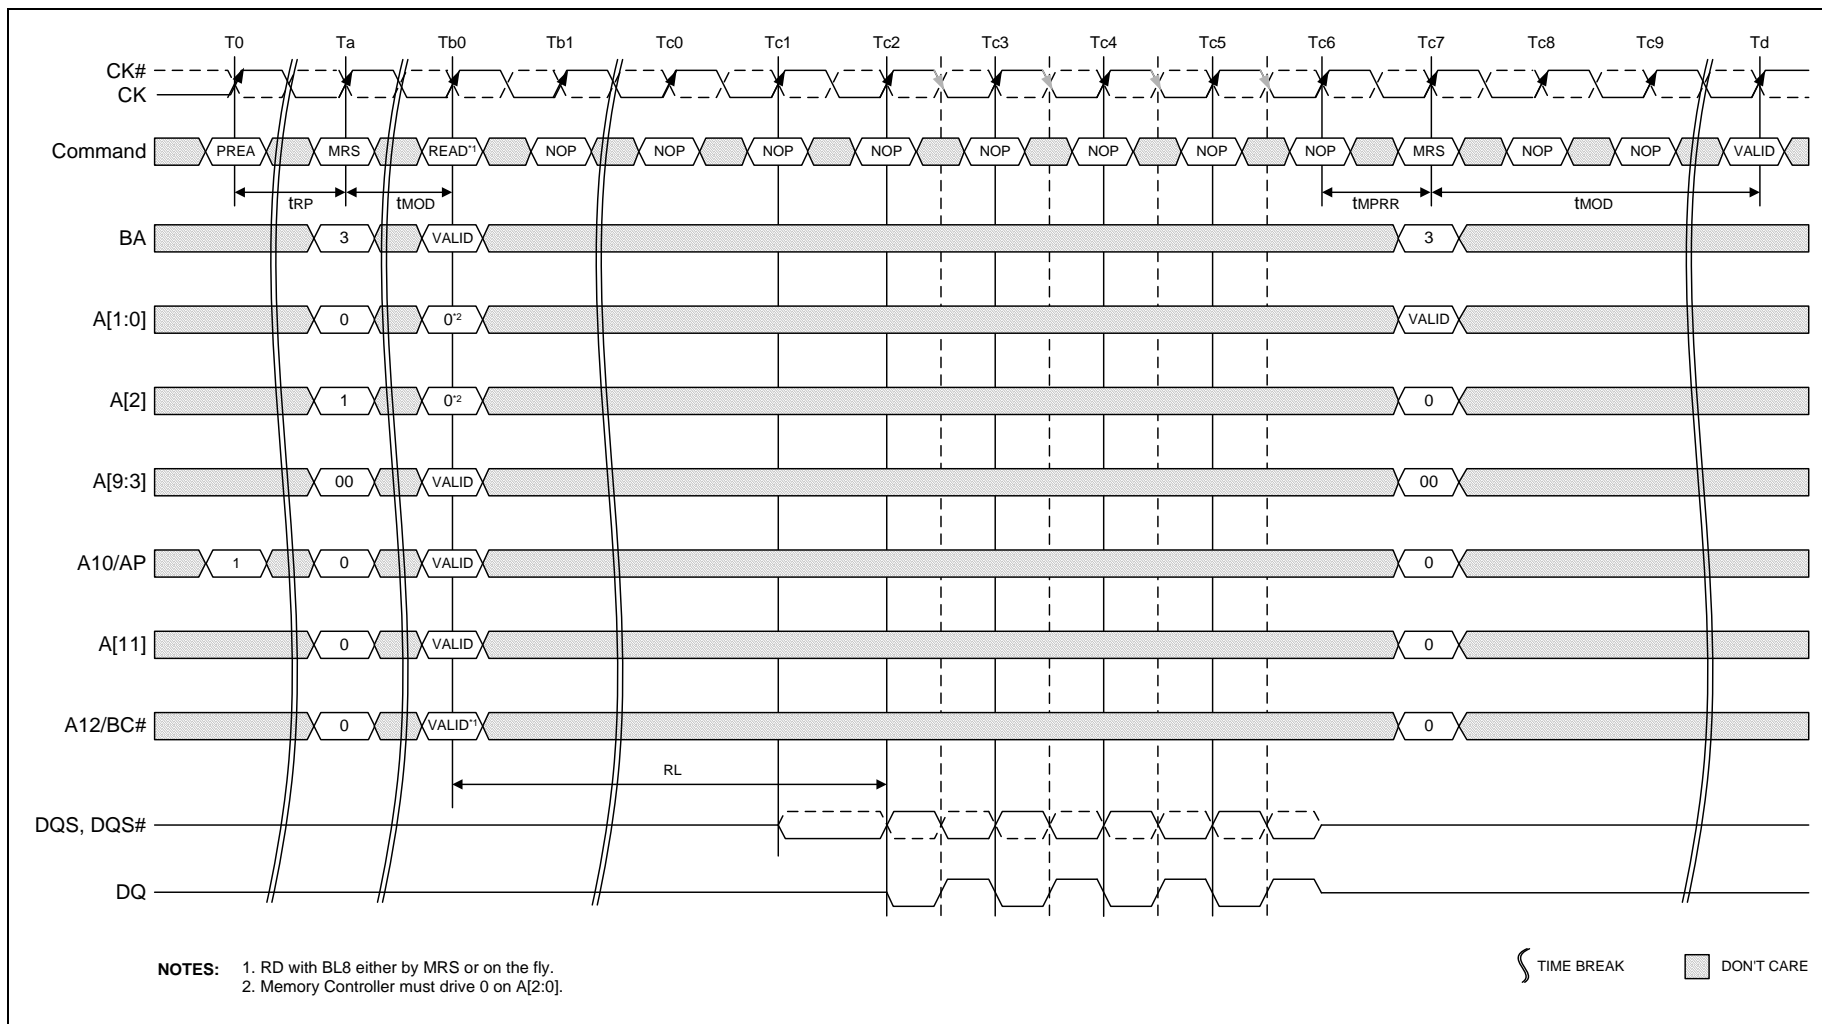 T0 Ta Tb0 Tb1 Tc0 Tc1 Tc2 Tc3 Tc4 Tc5 Tc6 Tc7 Tc8 Tc9 Td
CK#
CK
Command PREA MRS READ*1 NOP NOP NOP NOP NOP NOP NOP NOP MRS NOP NOP VALID
tRP tMOD tMPRR tMOD
BA 3 VALID 3
A[1:0] 0 0*2 VALID
A[2] 1 0*2 0
A[9:3] 00 VALID 00
A10/AP 1 0 VALID 0
A[11] 0 VALID 0
A12/BC# 0 VALID*1 0
RL
DQS, DQS#
DQ
NOTES: 1. RD with BL8 either by MRS or on the fly.
2. Memory Controller must drive 0 on A[2:0].
TIME BREAK DON'T CARE